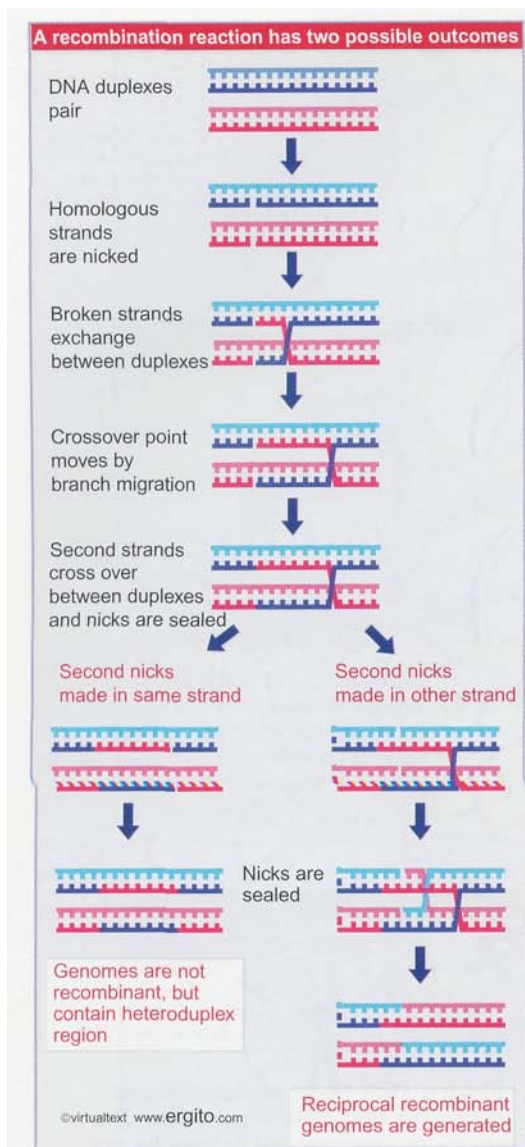 A recombination reaction has two possible outcomes
DNA duplexes
pair
Homologous
strands
are nicked
Broken strands
exchange
between duplexes
Crossover point
moves by
branch migration
Second strands
cross over
between duplexes
and nicks are sealed
Second nicks
made in same strand
Second nicks
made in other strand
Nicks are
sealed
Genomes are not
recombinant, but
contain heteroduplex
region
Reciprocal recombinant
genomes are generated
©virtualtext www.ergito.com